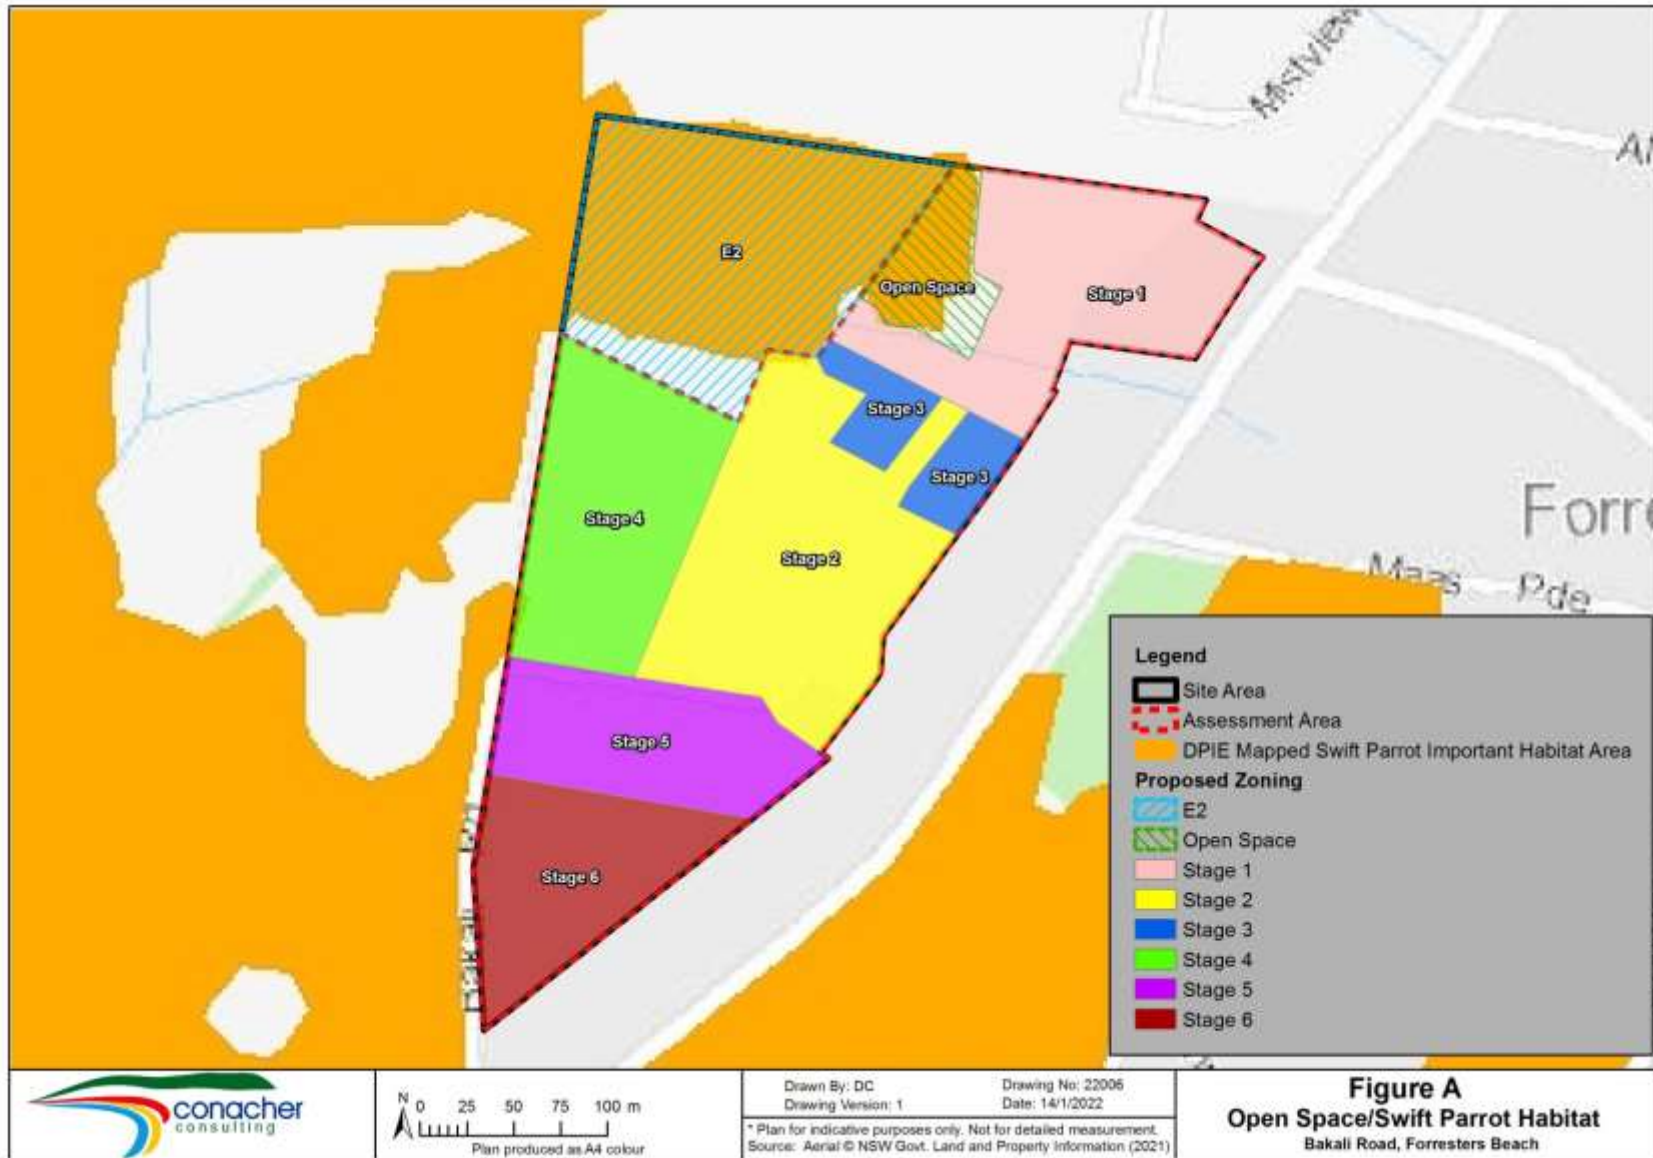 Mistview
E2
Open Space
Stage 1
Stage 3
Stage 3
Stage 4
Stage 2
Maas Pde
Stage 5
Stage 6
Legend
Site Area
Assessment Area
DPIE Mapped Swift Parrot Important Habitat Area
Proposed Zoning
E2
Open Space
Stage 1
Stage 2
Stage 3
Stage 4
Stage 5
Stage 6
conacher
consulting
N
0 25 50 75 100 m
Plan produced as A4 colour
Drawn By: DC Drawing No: 22006
Drawing Version: 1 Date: 14/1/2022
* Plan for indicative purposes only. Not for detailed measurement.
Source: Aerial © NSW Govt. Land and Property Information (2021)
Figure A
Open Space/Swift Parrot Habitat
Bakali Road, Forresters Beach